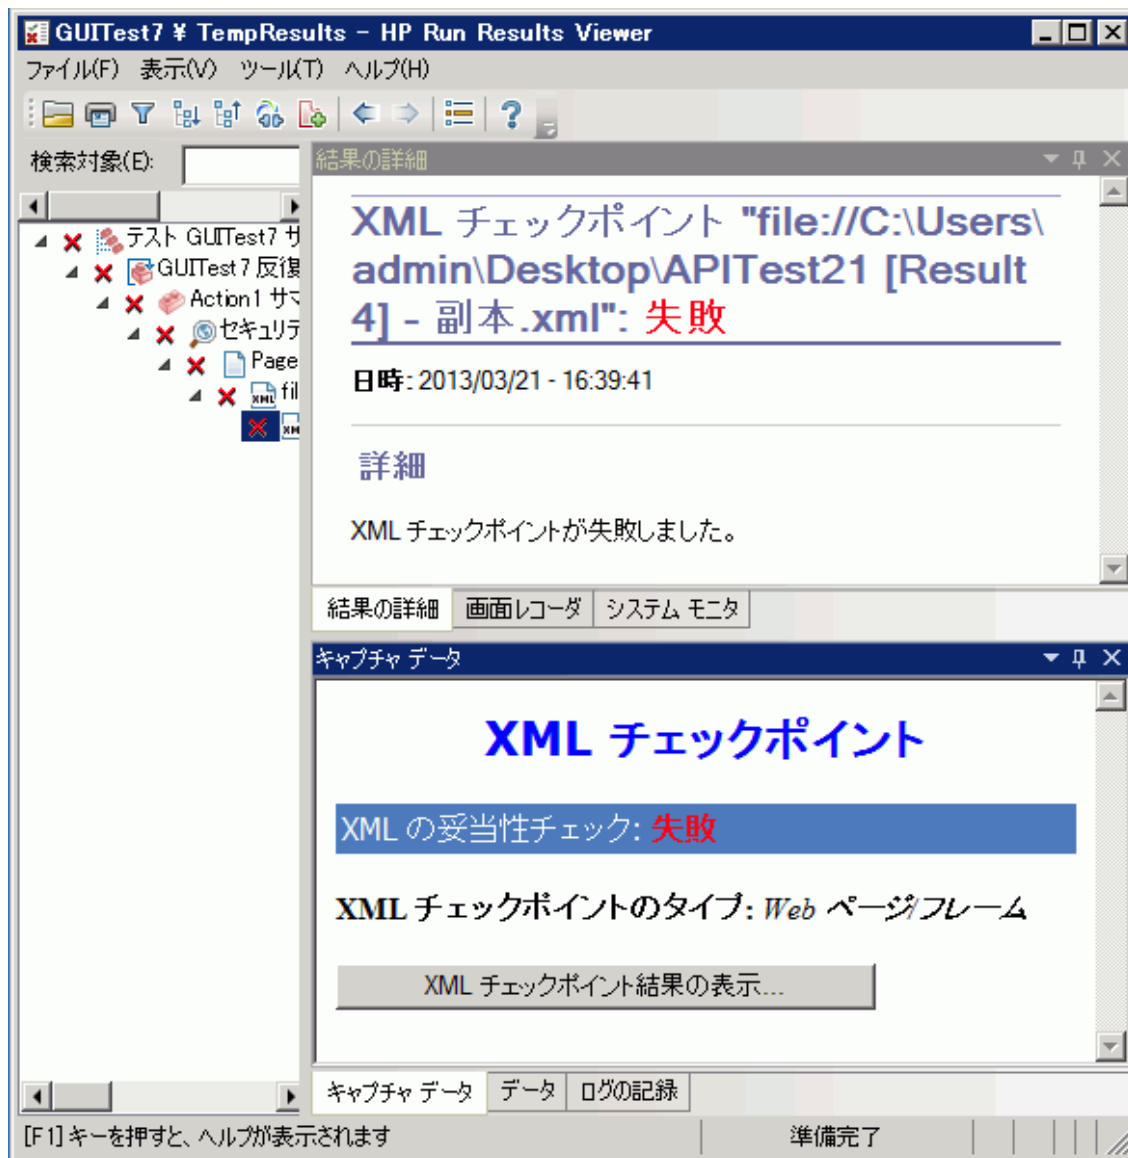 GUITest7 ¥ TempResults - HP Run Results Viewer
ファイル(F) 表示(V) ツール(T) ヘルプ(H)
検索対象(E):
テスト GUITest7 サ
GUITest7 反復
Action1 サマ
セキュリテ
Page
fil
結果の詳細
XML チェックポイント "file://C:\Users\
admin\Desktop\APITest21 [Result
4] - 副本.xml": 失敗
日時: 2013/03/21 - 16:39:41
詳細
XML チェックポイントが失敗しました。
結果の詳細 画面レコーダ システム モニタ
キャプチャ データ
XML チェックポイント
XML の妥当性チェック: 失敗
XML チェックポイントのタイプ: Web ページ/フレーム
XML チェックポイント結果の表示...
キャプチャ データ データ ログの記録
[F1]キーを押すと、ヘルプが表示されます 準備完了